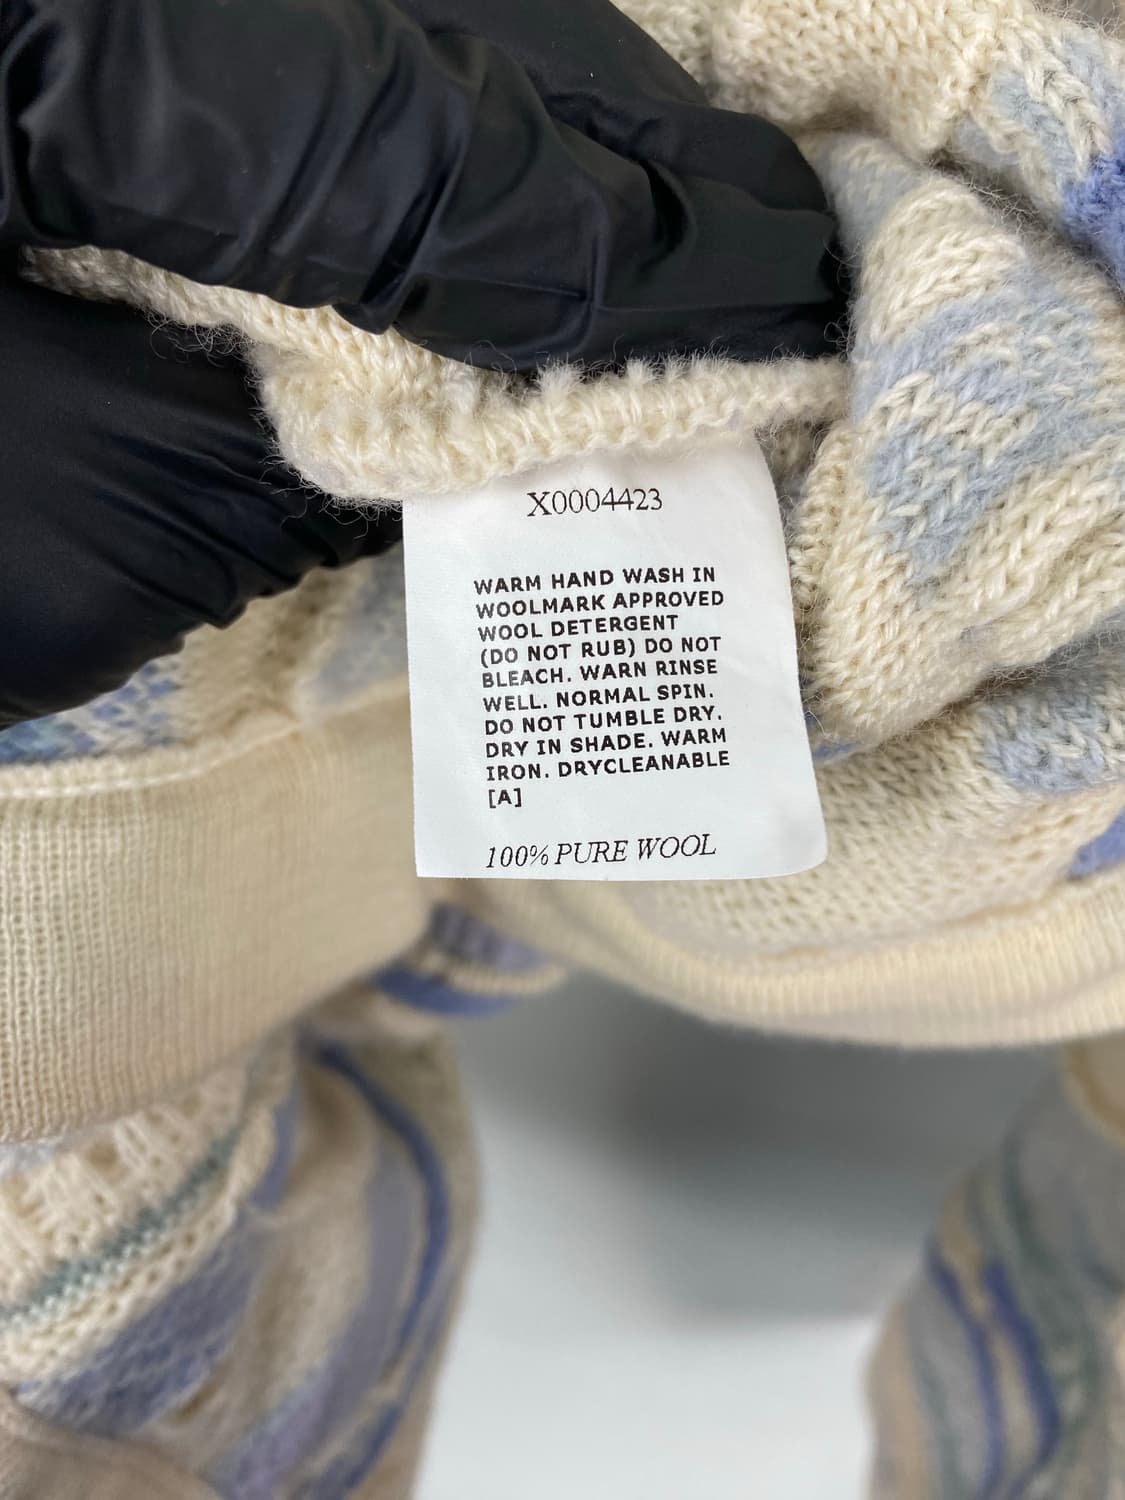 X0004423
WARM HAND WASH IN
WOOLMARK APPROVED
WOOL DETERGENT
(DO NOT RUB) DO NOT
BLEACH. WARN RINSE
WELL. NORMAL SPIN.
DO NOT TUMBLE DRY.
DRY IN SHADE. WARM
IRON. DRYCLEANABLE
[A]
100% PURE WOOL